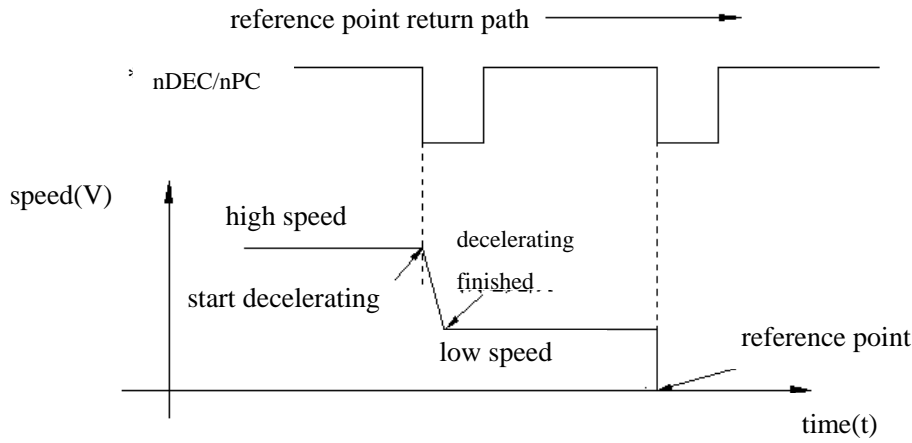 reference point return path
nDEC/nPC
speed(V)
high speed
decelerating
finished
start decelerating
low speed
reference point
time(t)